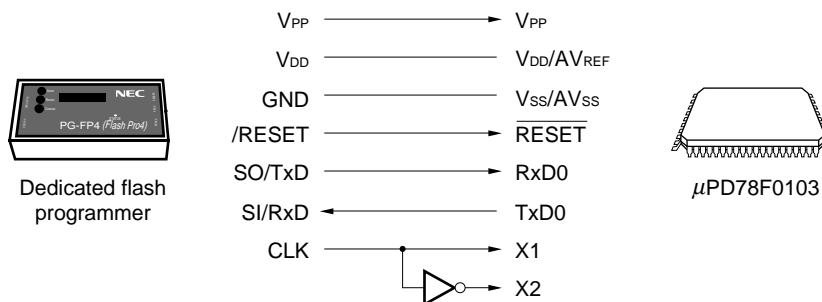 VPP VPP
VDD VDD/AVREF
GND VSS/AVSS
/RESET RESET
SO/TxD RxD0
SI/RxD TxD0
CLK X1
X2
NEC
PG-FP4 (Flash Pro4)
Dedicated flash
programmer
μPD78F0103